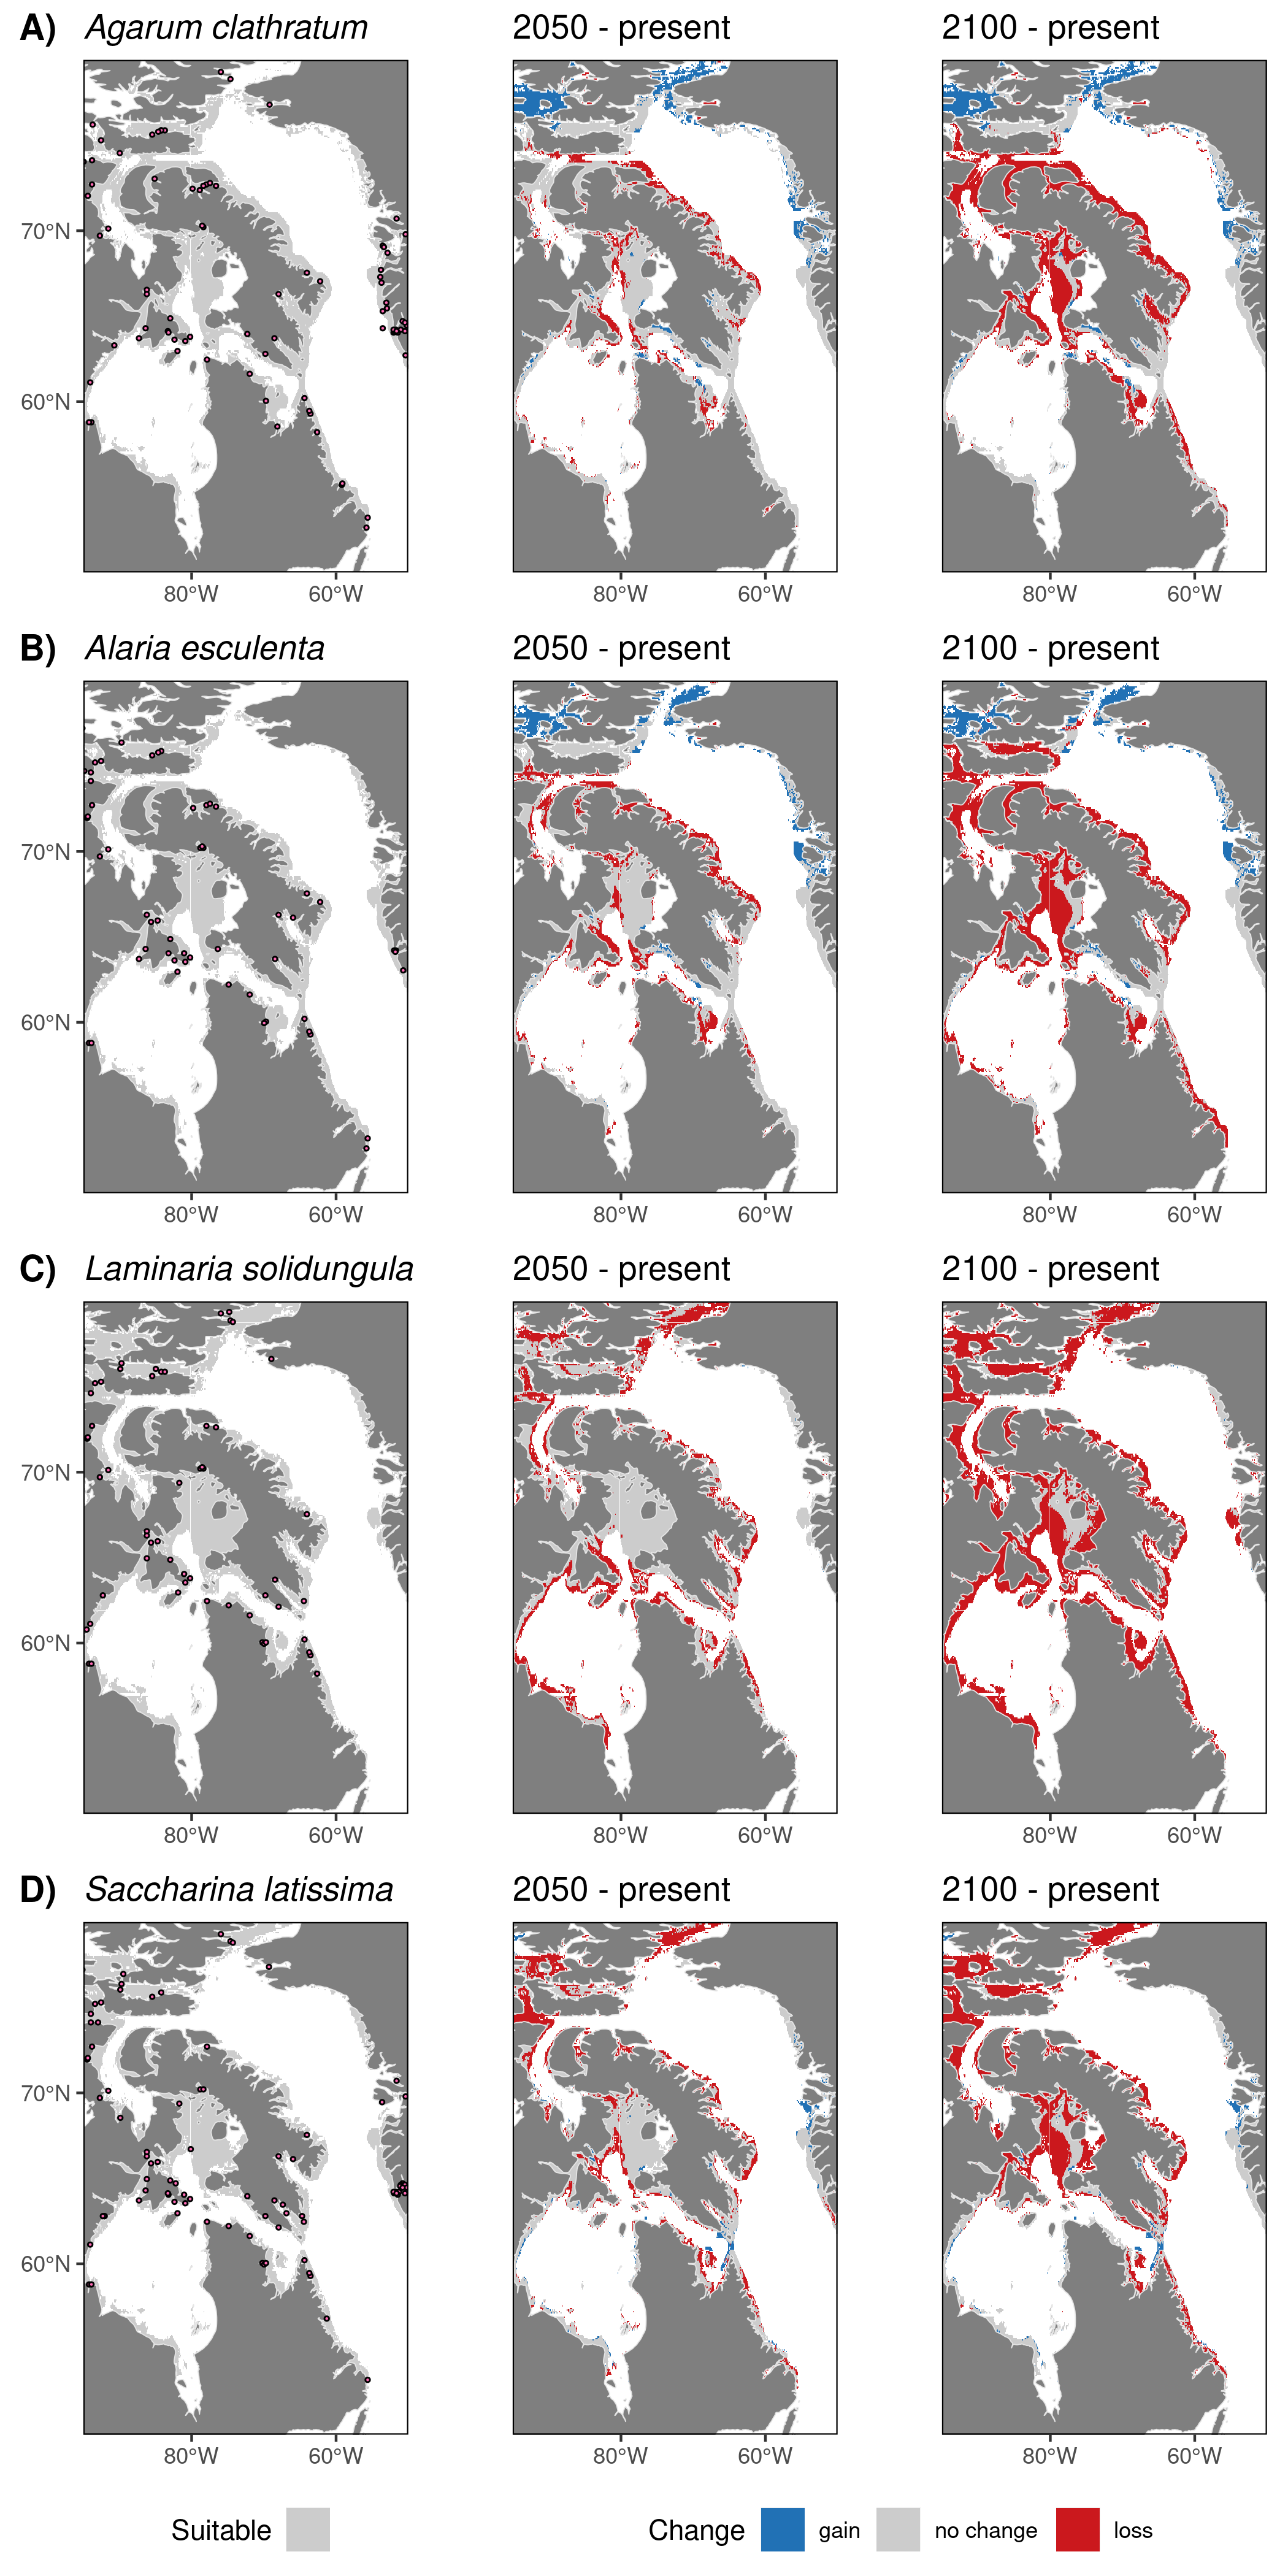 A) Agarum clathratum 2050 - present 2100 - present
70°N
60°N
80°W 60°W 80°W 60°W 80°W 60°W
B) Alaria esculenta 2050 - present 2100 - present
70°N
60°N
80°W 60°W 80°W 60°W 80°W 60°W
C) Laminaria solidungula 2050 - present 2100 - present
70°N
60°N
80°W 60°W 80°W 60°W 80°W 60°W
D) Saccharina latissima 2050 - present 2100 - present
70°N
60°N
80°W 60°W 80°W 60°W 80°W 60°W
Suitable Change gain no change loss